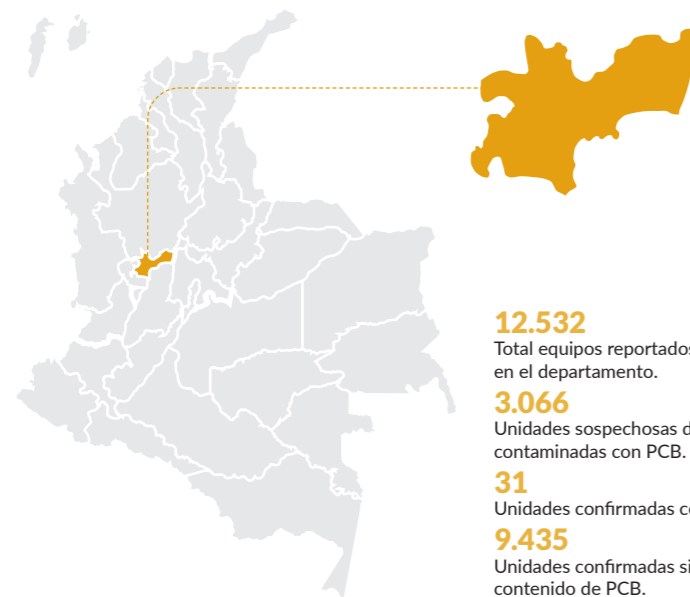 12.532
Total equipos reportados
en el departamento.
3.066
Unidades sospechosas
contaminadas con PCB.
31
Unidades confirmadas
9.435
Unidades confirmadas
contenido de PCB.